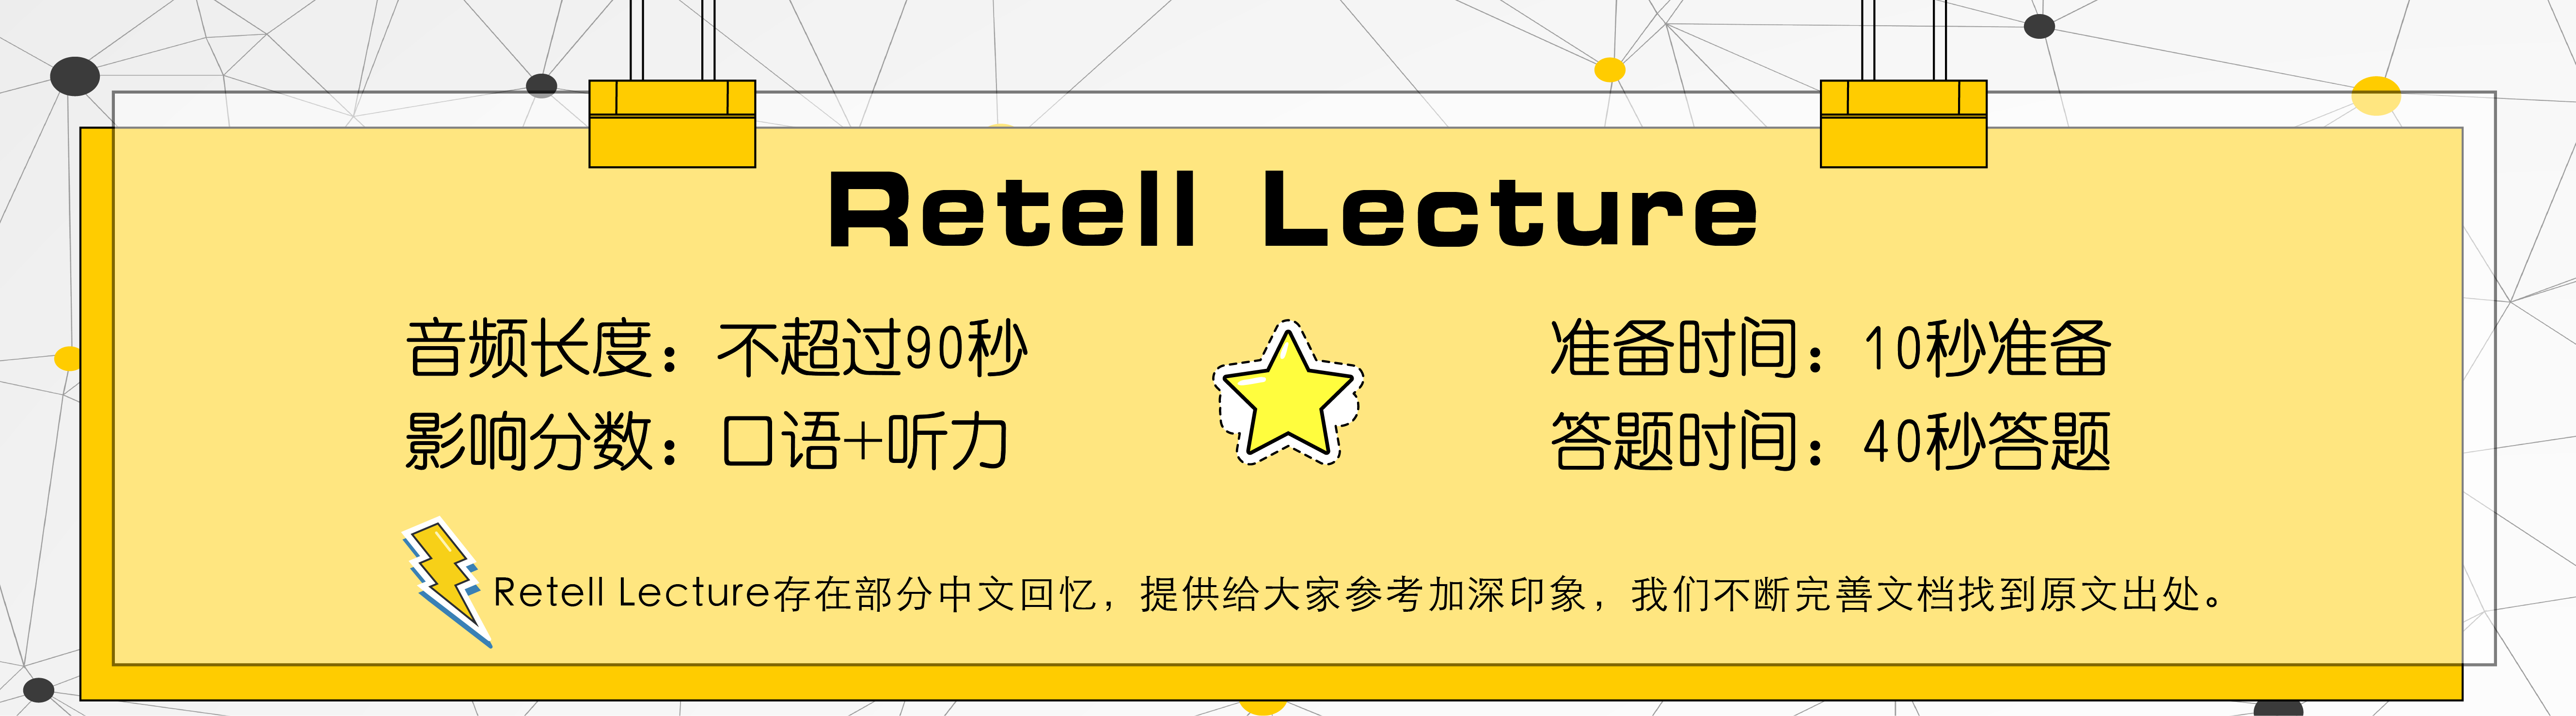 Retell Lecture
音频长度：不超过90秒
准备时间：10秒准备
影响分数：口语+听力
答题时间：40秒答题
Retell Lecture存在部分中文回忆，提供给大家参考加深印象，我们不断完善文档找到原文出处。